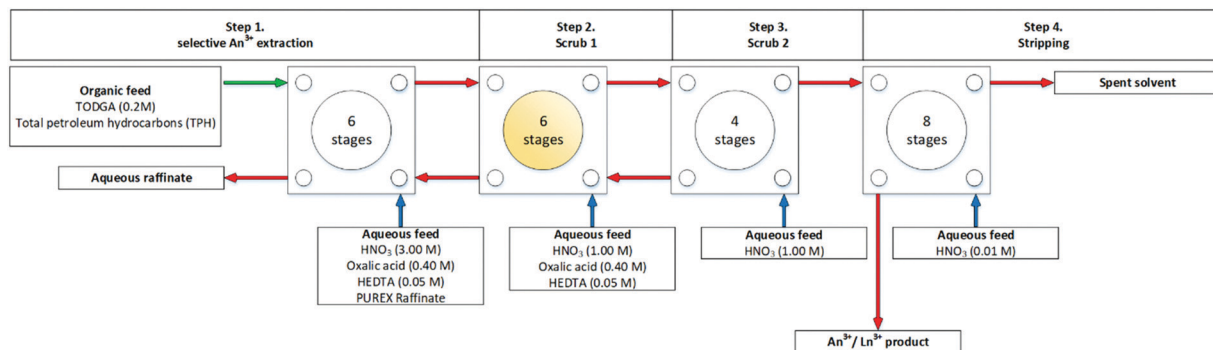 Step 1.
selective An³⁺ extraction
Step 2.
Scrub 1
Step 3.
Scrub 2
Step 4.
Stripping
Organic feed
TODGA (0.2M)
Total petroleum hydrocarbons (TPH)
6
stages
6
stages
4
stages
8
stages
Spent solvent
Aqueous raffinate
Aqueous feed
HNO₃ (3.00 M)
Oxalic acid (0.40 M)
HEDTA (0.05 M)
PUREX Raffinate
Aqueous feed
HNO₃ (1.00 M)
Oxalic acid (0.40 M)
HEDTA (0.05 M)
Aqueous feed
HNO₃ (1.00 M)
Aqueous feed
HNO₃ (0.01 M)
An³⁺/ Ln³⁺ product